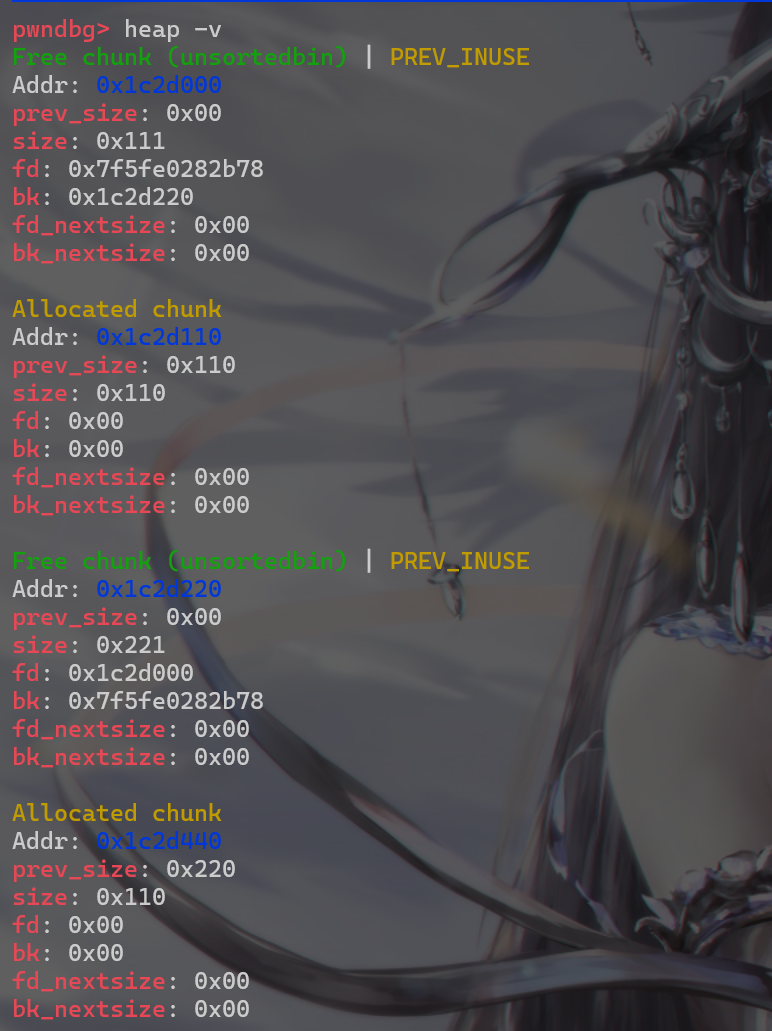 pwndbg> heap -v
Free chunk (unsortedbin) | PREV_INUSE
Addr: 0x1c2d000
prev_size: 0x00
size: 0x111
fd: 0x7f5fe0282b78
bk: 0x1c2d220
fd_nextsize: 0x00
bk_nextsize: 0x00

Allocated chunk
Addr: 0x1c2d110
prev_size: 0x110
size: 0x110
fd: 0x00
bk: 0x00
fd_nextsize: 0x00
bk_nextsize: 0x00

Free chunk (unsortedbin) | PREV_INUSE
Addr: 0x1c2d220
prev_size: 0x00
size: 0x221
fd: 0x1c2d000
bk: 0x7f5fe0282b78
fd_nextsize: 0x00
bk_nextsize: 0x00

Allocated chunk
Addr: 0x1c2d440
prev_size: 0x220
size: 0x110
fd: 0x00
bk: 0x00
fd_nextsize: 0x00
bk_nextsize: 0x00